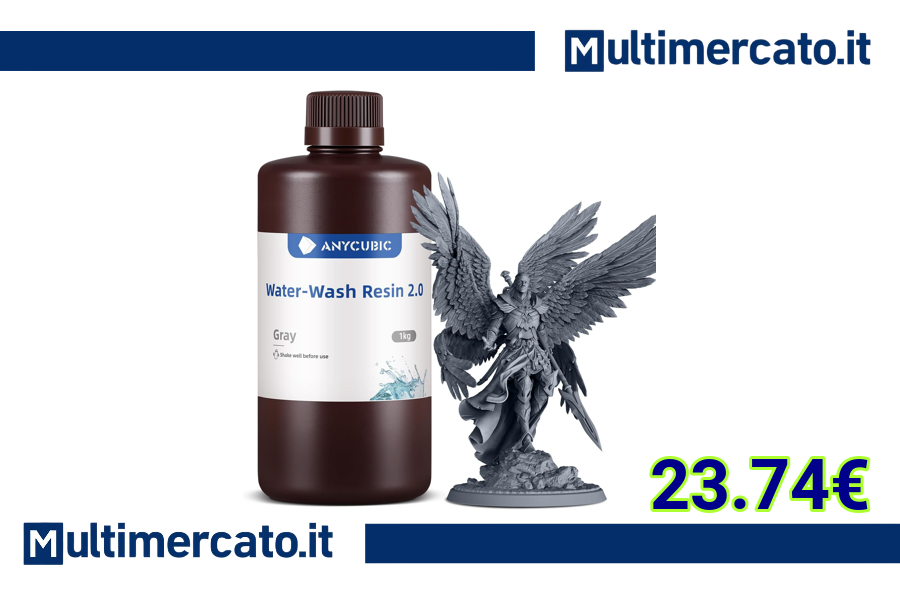 Multimercato.it
ANYCUBIC
Water-Wash Resin 2.0
Gray
1kg
Shake well before use
23.74€
Multimercato.it